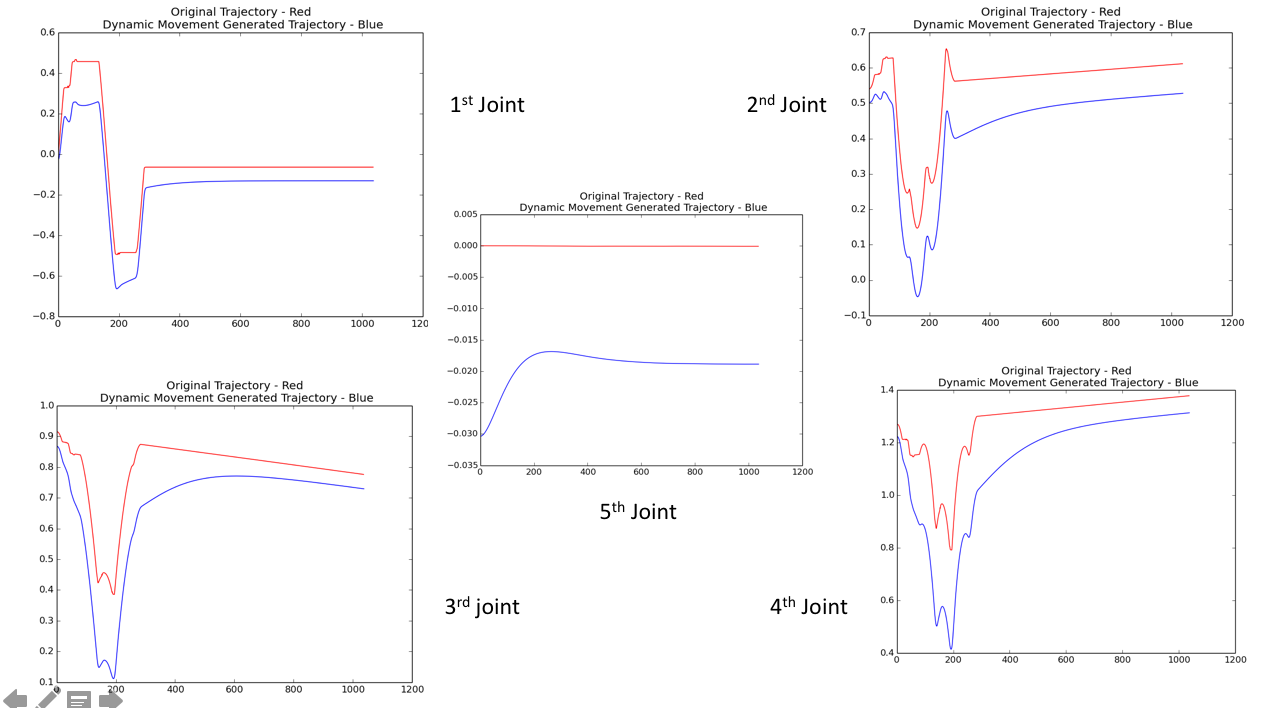 Original Trajectory - Red
Dynamic Movement Generated Trajectory - Blue
0.6
0.4
0.2
0.0
−0.2
−0.4
−0.6
−0.8
0 200 400 600 800 1000 120
1st Joint
2nd Joint
Original Trajectory - Red
Dynamic Movement Generated Trajectory - Blue
0.7
0.6
0.5
0.4
0.3
0.2
0.1
0.0
−0.1
0 200 400 600 800 1000 1200
Original Trajectory - Red
Dynamic Movement Generated Trajectory - Blue
0.005
0.000
−0.005
−0.010
−0.015
−0.020
−0.025
−0.030
−0.035
0 200 400 600 800 1000 1200
5th Joint
Original Trajectory - Red
Dynamic Movement Generated Trajectory - Blue
1.0
0.9
0.8
0.7
0.6
0.5
0.4
0.3
0.2
0.1
0 200 400 600 800 1000 1200
3rd joint
4th Joint
Original Trajectory - Red
Dynamic Movement Generated Trajectory - Blue
1.4
1.2
1.0
0.8
0.6
0.4
0 200 400 600 800 1000 1200